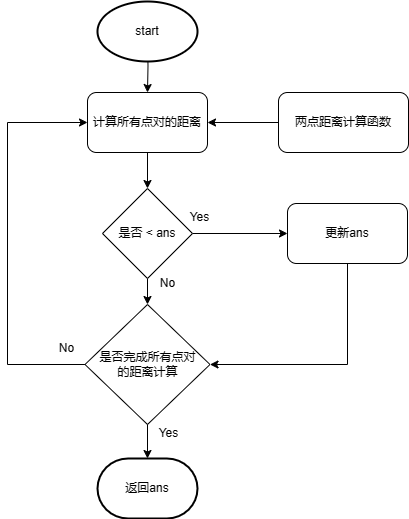 start
计算所有点对的距离
两点距离计算函数
是否 < ans
Yes
更新ans
No
是否完成所有点对
的距离计算
No
Yes
返回ans